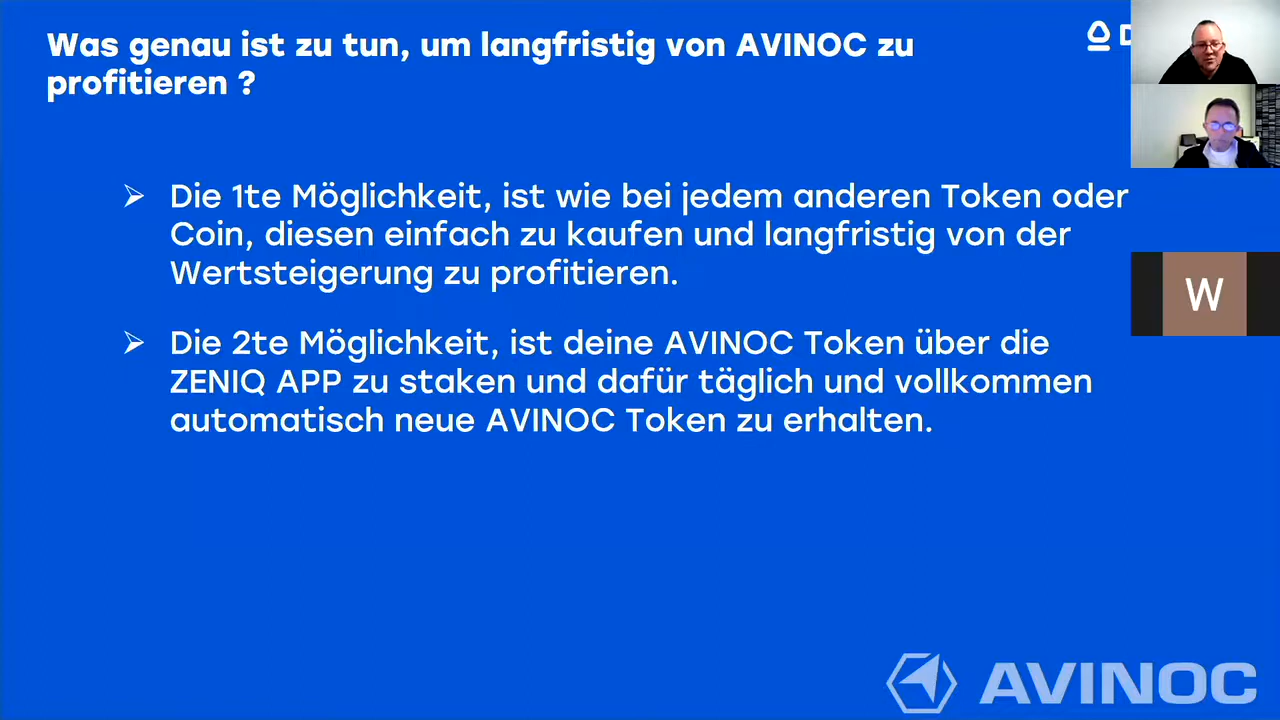 Was genau ist zu tun, um langfristig von AVINOC zu
profitieren ?
Die 1te Möglichkeit, ist wie bei jedem anderen Token oder
Coin, diesen einfach zu kaufen und langfristig von der
Wertsteigerung zu profitieren.
Die 2te Möglichkeit, ist deine AVINOC Token über die
ZENIQ APP zu staken und dafür täglich und vollkommen
automatisch neue AVINOC Token zu erhalten.
W
AVINOC